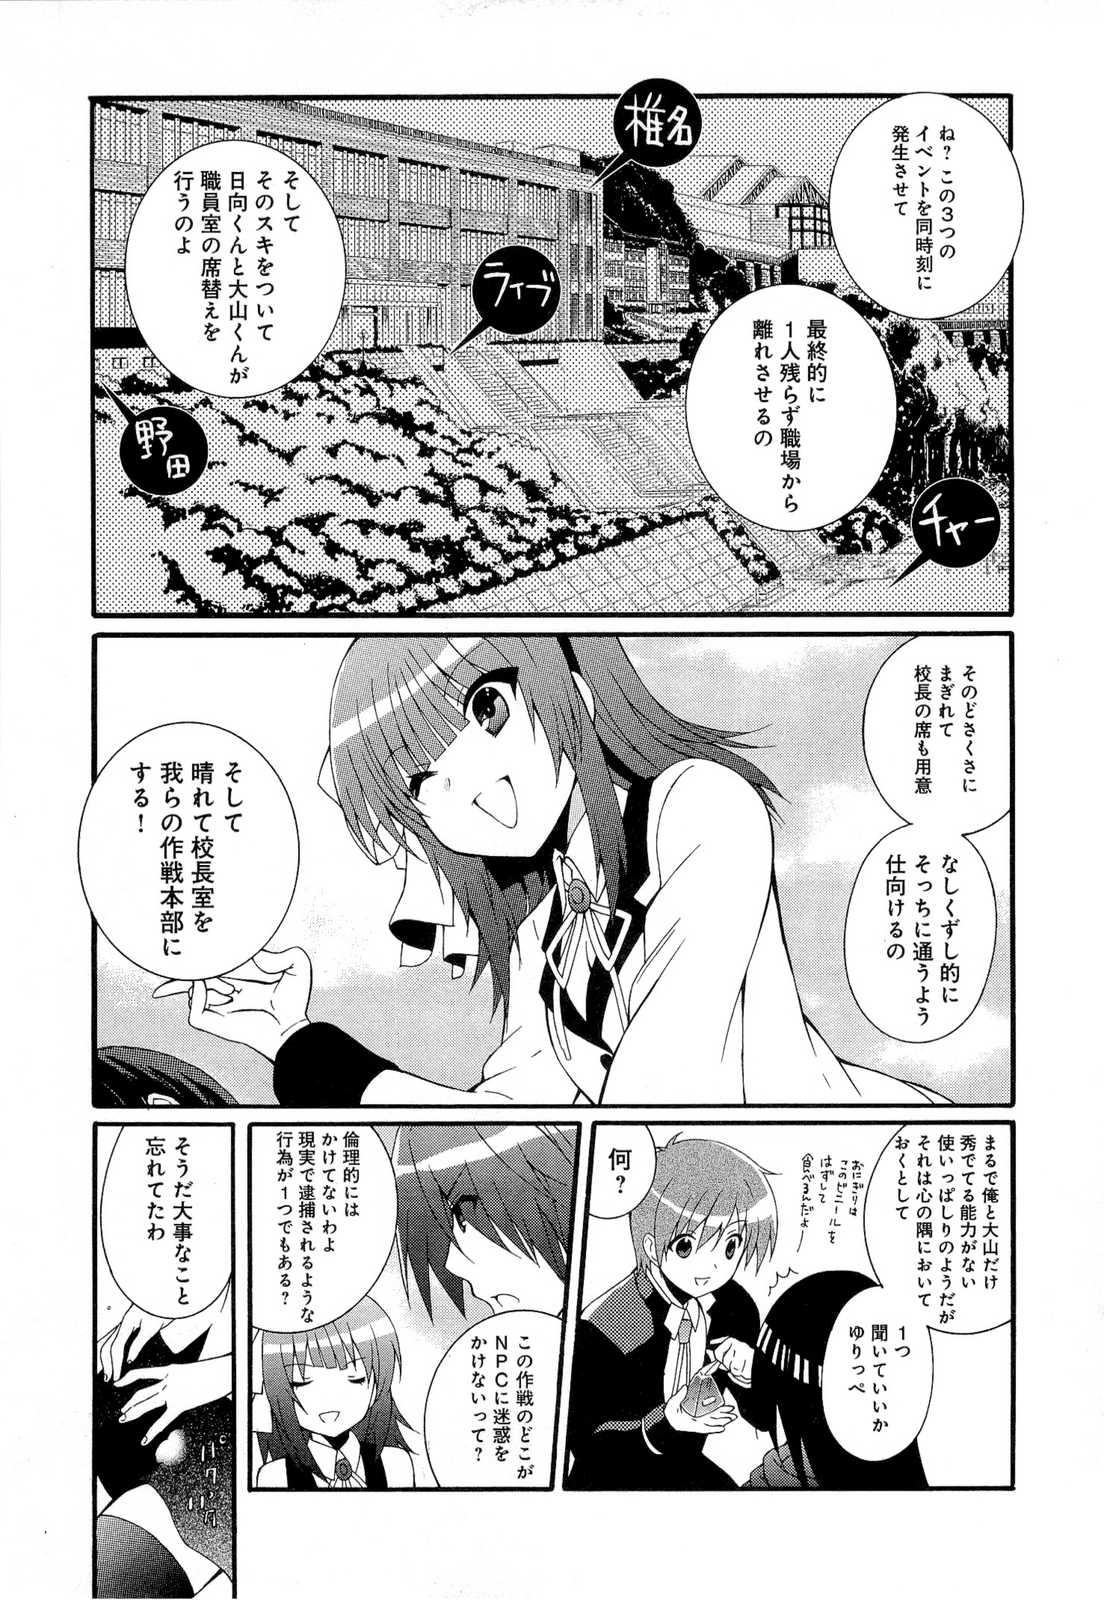 ね？この３つの
イベントを同時刻に
発生させて
最終的に
１人残らず職場から
離れさせるの
椎名
ライブ
チャー
野田
そして
そのスキをついて
日向くんと大山くんが
職員室の席替えを
行うのよ
そのどさくさに
まぎれて
校長の席も用意
なしくずし的に
そっちに通うよう
仕向けるの
そして
晴れて校長室を
我らの作戦本部に
する！
まるで俺と大山だけ
秀でてる能力がない
使いっぱしりのようだが
それは心の隅において
おくとして
１つ
聞いていいか
ゆりっぺ
おにぎりは
このビニールを
はずして
食べるんだよー
何？
この作戦のどこが
ＮＰＣに迷惑を
かけないって？
倫理的には
かけてないわよ
現実で逮捕されるような
行為が１つでもある？
そうだ大事なこと
忘れてたわ